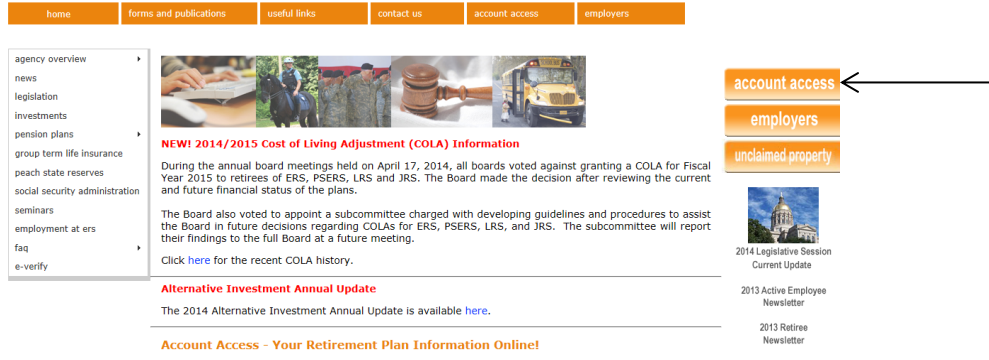 home
forms and publications
useful links
contact us
account access
employers
agency overview
news
legislation
investments
pension plans
group term life insurance
peach state reserves
social security administration
seminars
employment at ers
faq
e-verify
NEW! 2014/2015 Cost of Living Adjustment (COLA) Information
During the annual board meetings held on April 17, 2014, all boards voted against granting a COLA for Fiscal
Year 2015 to retirees of ERS, PSERS, LRS and JRS. The Board made the decision after reviewing the current
and future financial status of the plans.
The Board also voted to appoint a subcommittee charged with developing guidelines and procedures to assist
the Board in future decisions regarding COLAs for ERS, PSERS, LRS, and JRS. The subcommittee will report
their findings to the full Board at a future meeting.
Click here for the recent COLA history.
Alternative Investment Annual Update
The 2014 Alternative Investment Annual Update is available here.
Account Access - Your Retirement Plan Information Online!
account access
employers
unclaimed property
2014 Legislative Session
Current Update
2013 Active Employee
Newsletter
2013 Retiree
Newsletter